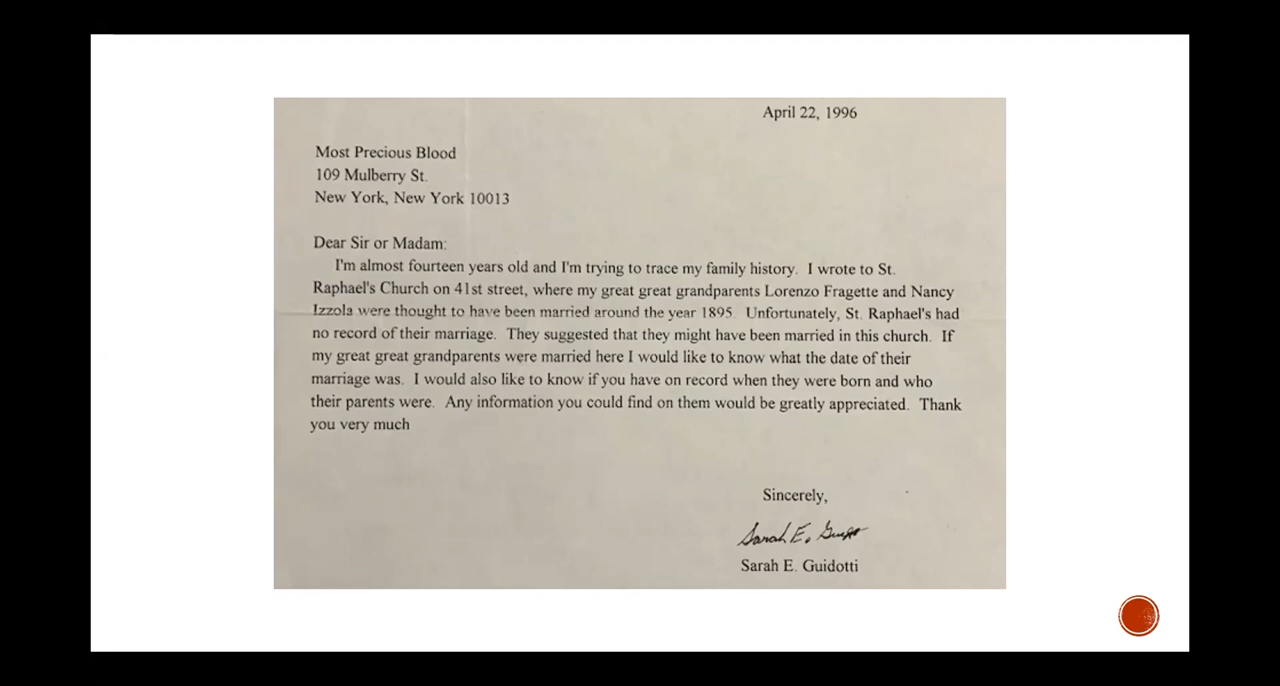 April 22, 1996
Most Precious Blood
109 Mulberry St.
New York, New York 10013
Dear Sir or Madam:
I'm almost fourteen years old and I'm trying to trace my family history. I wrote to St.
Raphael's Church on 41st street, where my great great grandparents Lorenzo Fragette and Nancy
Izzola were thought to have been married around the year 1895. Unfortunately, St. Raphael's had
no record of their marriage. They suggested that they might have been married in this church. If
my great great grandparents were married here I would like to know what the date of their
marriage was. I would also like to know if you have on record when they were born and who
their parents were. Any information you could find on them would be greatly appreciated. Thank
you very much
Sincerely,
Sarah E.
Sarah E. Guidotti